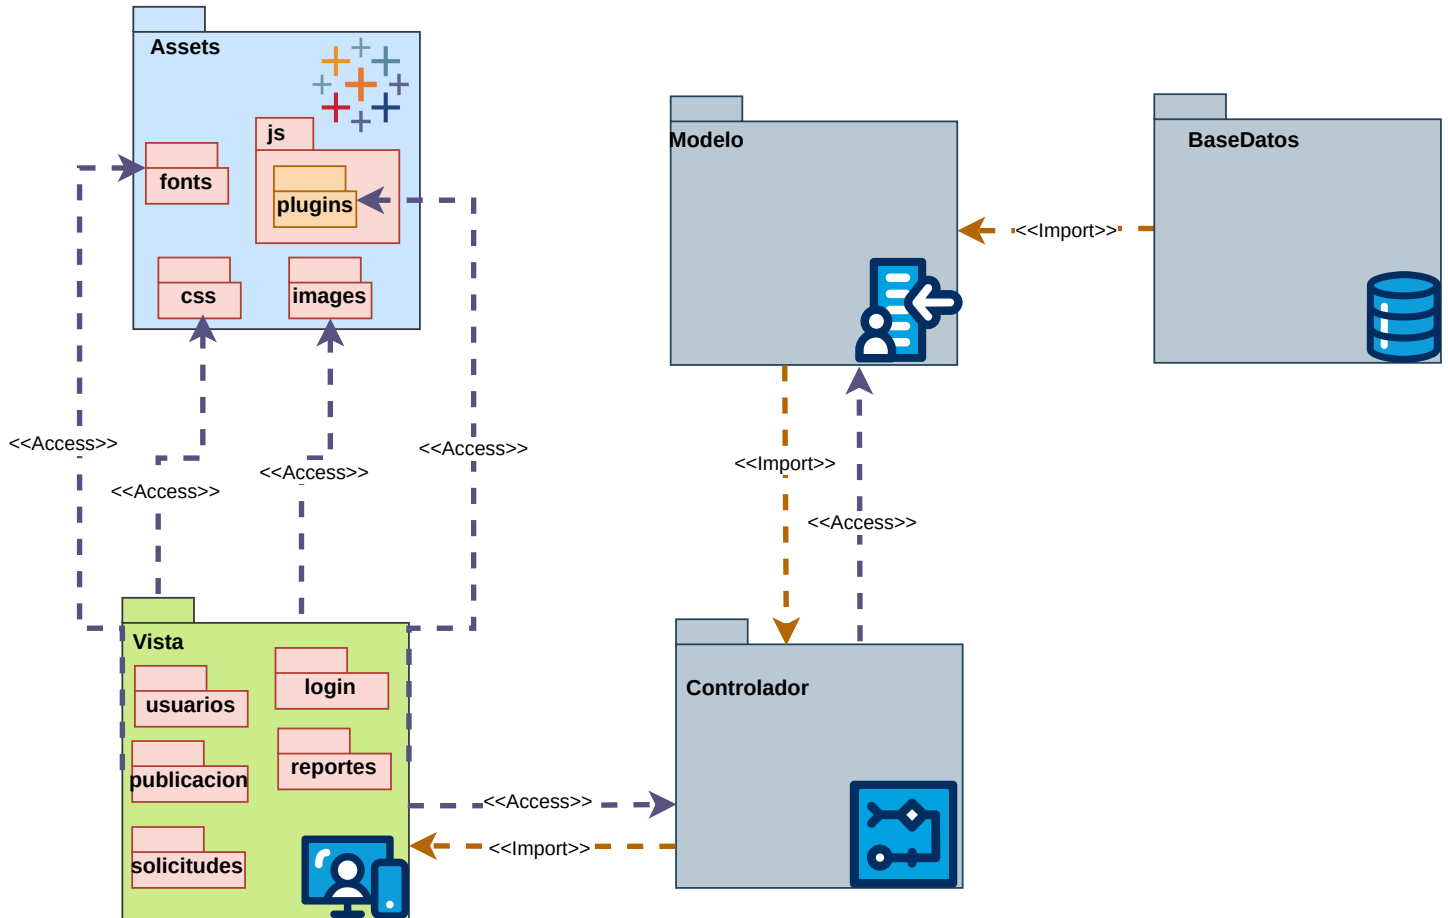 Assets
js
fonts
plugins
css
images
Modelo
BaseDatos
<<Import>>
<<Access>>
<<Access>>
<<Access>>
<<Access>>
<<Import>>
<<Access>>
Vista
usuarios
login
publicacion
reportes
solicitudes
Controlador
<<Access>>
<<Import>>